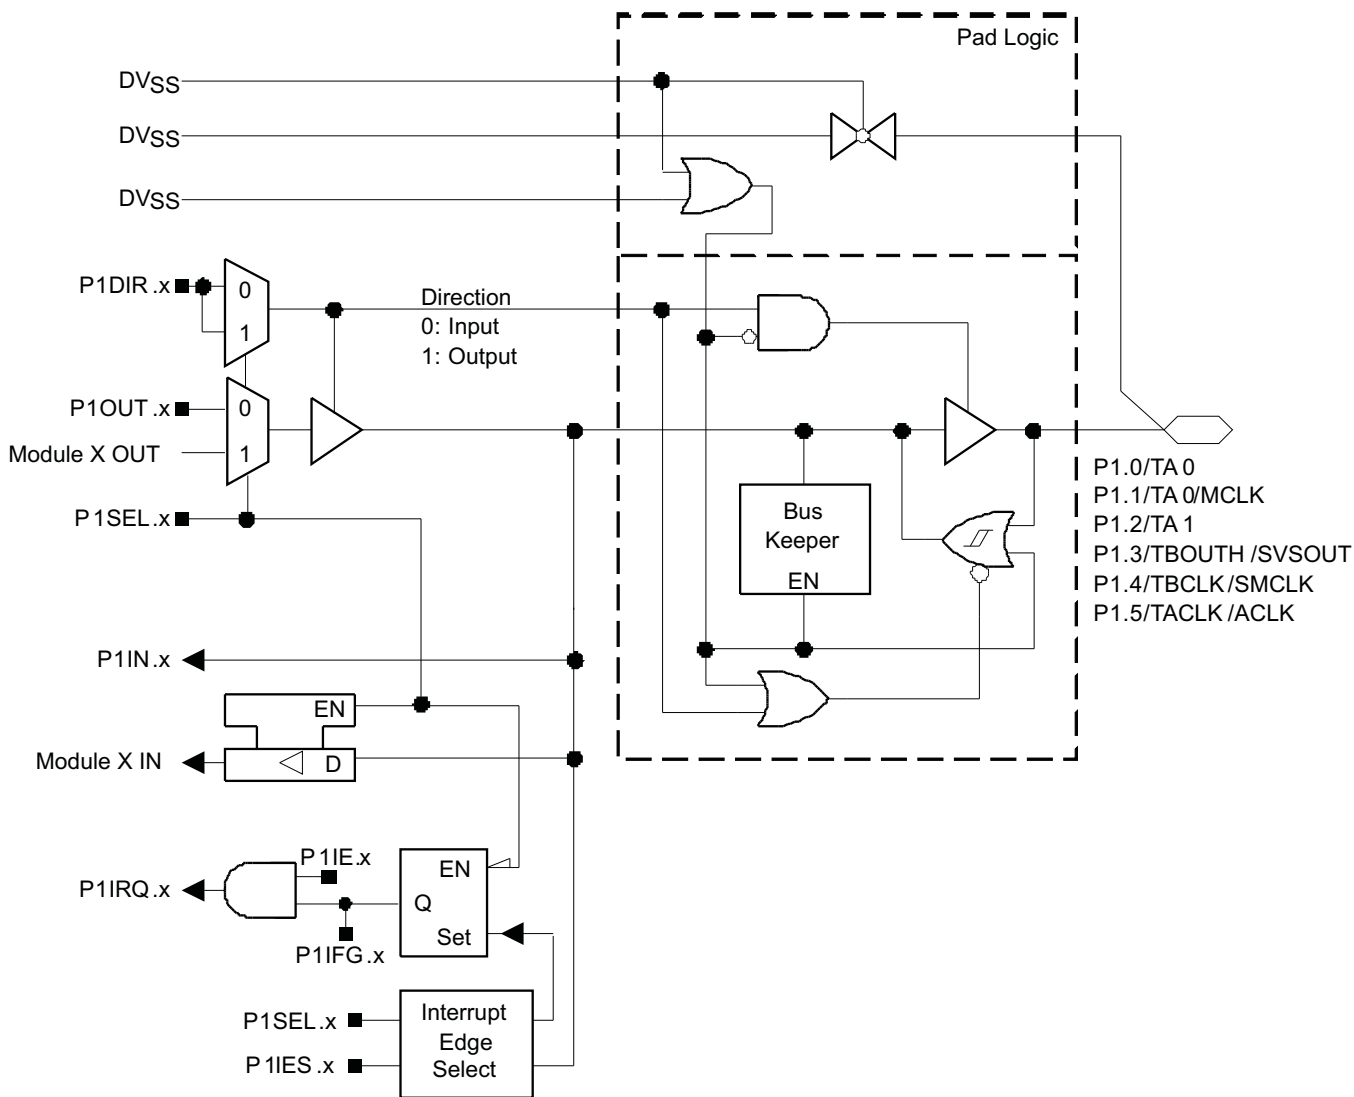 Pad Logic
DVSS
DVSS
DVSS
P1DIR.x
0
1
Direction
0: Input
1: Output
P1OUT.x
0
Module X OUT
1
P1SEL.x
Bus
Keeper
EN
P1.0/TA0
P1.1/TA0/MCLK
P1.2/TA1
P1.3/TBOUTH/SVSOUT
P1.4/TBCLK/SMCLK
P1.5/TACLK/ACLK
P1IN.x
EN
Module X IN
D
P1IE.x
P1IRQ.x
EN
Q
Set
P1IFG.x
P1SEL.x
P1IES.x
Interrupt
Edge
Select